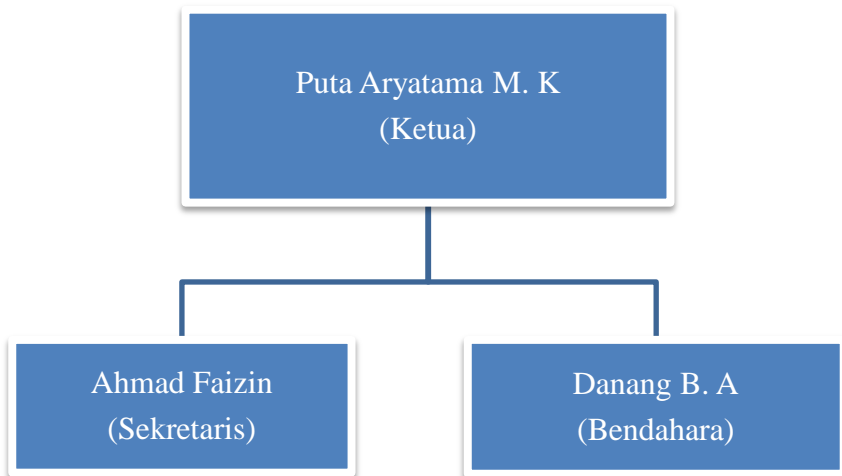 Puta Aryatama M. K
(Ketua)
Ahmad Faizin
(Sekretaris)
Danang B. A
(Bendahara)